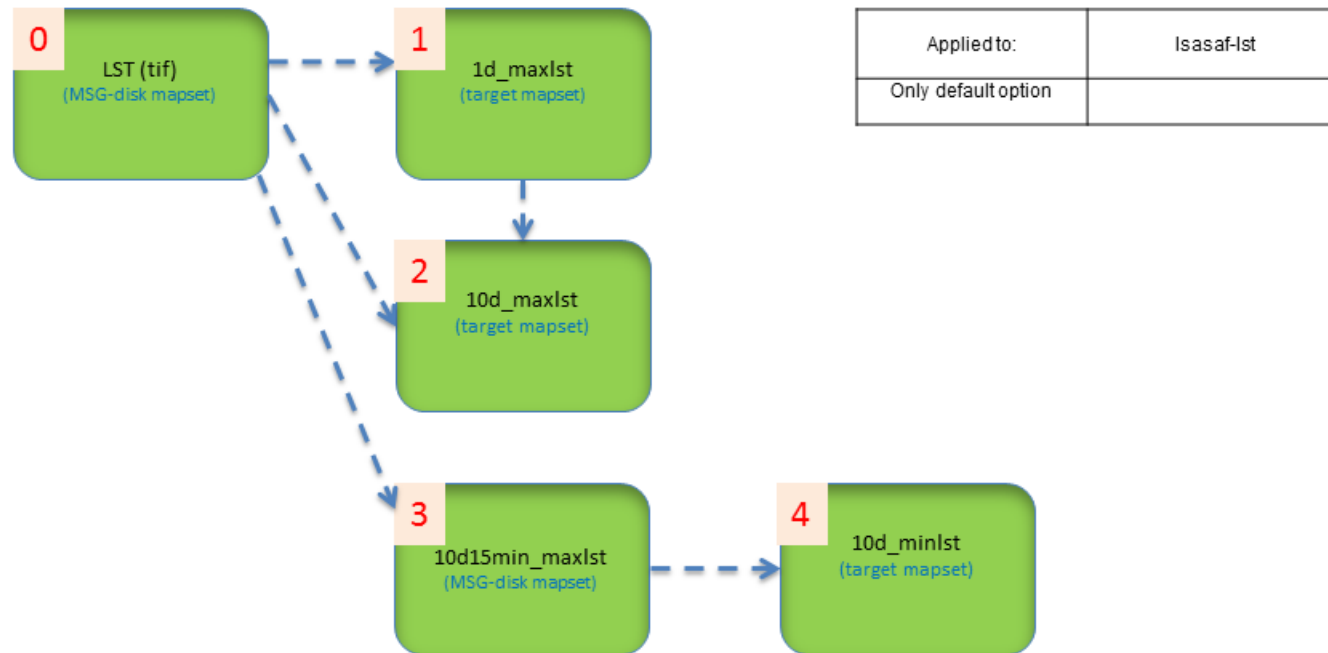 0
LST (tif)
(MSG-disk mapset)
1
1d_maxlst
(target mapset)
Applied to:
lsasaf-lst
Only default option
2
10d_maxlst
(target mapset)
3
10d15min_maxlst
(MSG-disk mapset)
4
10d_minlst
(target mapset)